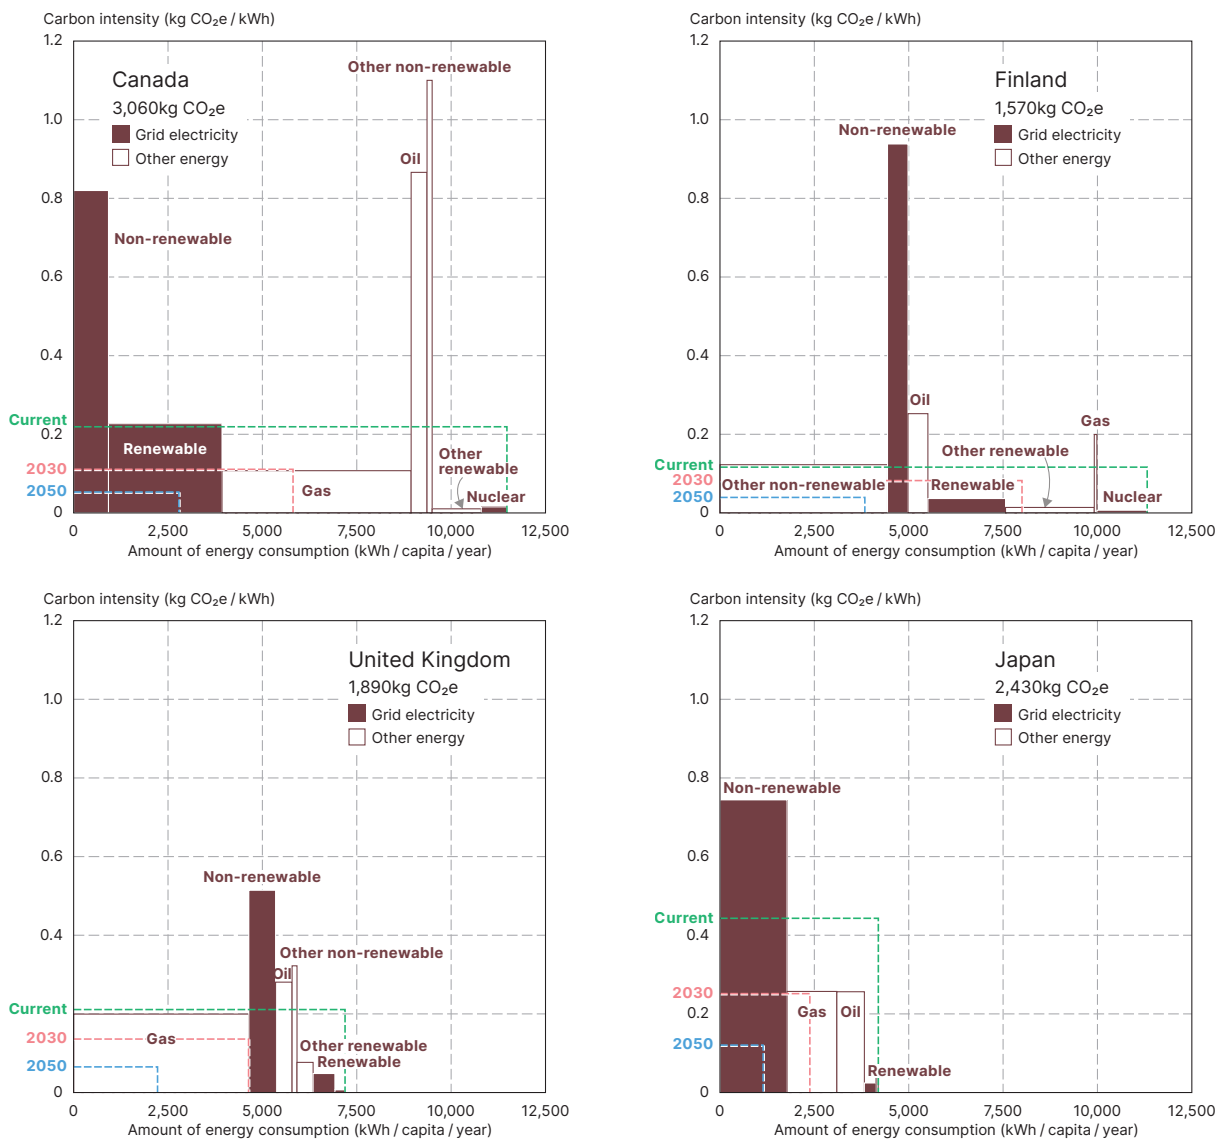 Carbon intensity (kg CO₂e / kWh)
1.2
1.0
0.8
0.6
0.4
0.2
0
Current
2030
2050
Canada
3,060kg CO₂e
Grid electricity
Other energy
Non-renewable
Renewable
Gas
Oil
Other non-renewable
Other
renewable
Nuclear
0 2,500 5,000 7,500 10,000 12,500
Amount of energy consumption (kWh / capita / year)
Carbon intensity (kg CO₂e / kWh)
1.2
1.0
0.8
0.6
0.4
0.2
0
Current
2030
2050
Finland
1,570kg CO₂e
Grid electricity
Other energy
Non-renewable
Oil
Gas
Other renewable
Other non-renewable
Renewable
Nuclear
0 2,500 5,000 7,500 10,000 12,500
Amount of energy consumption (kWh / capita / year)
Carbon intensity (kg CO₂e / kWh)
1.2
1.0
0.8
0.6
0.4
0.2
0
Current
2030
2050
United Kingdom
1,890kg CO₂e
Grid electricity
Other energy
Non-renewable
Other non-renewable
Oil
Gas
Other renewable
Renewable
0 2,500 5,000 7,500 10,000 12,500
Amount of energy consumption (kWh / capita / year)
Carbon intensity (kg CO₂e / kWh)
1.2
1.0
0.8
0.6
0.4
0.2
0
Current
2030
2050
Japan
2,430kg CO₂e
Grid electricity
Other energy
Non-renewable
Gas
Oil
Renewable
0 2,500 5,000 7,500 10,000 12,500
Amount of energy consumption (kWh / capita / year)